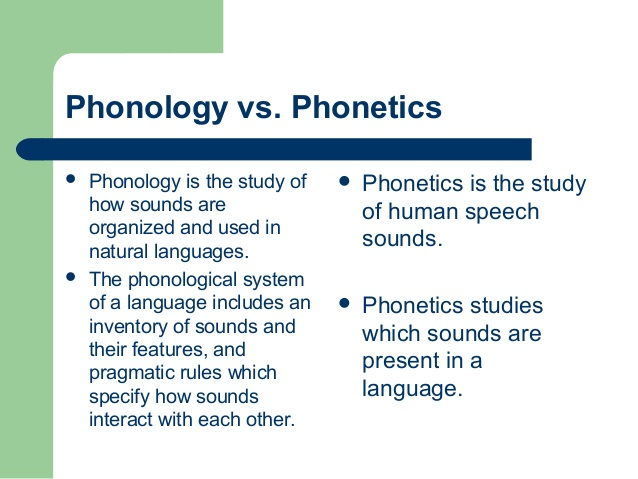 Phonology vs. Phonetics
Phonology is the study of
how sounds are
organized and used in
natural languages.
The phonological system
of a language includes an
inventory of sounds and
their features, and
pragmatic rules which
specify how sounds
interact with each other.
Phonetics is the study
of human speech
sounds.
Phonetics studies
which sounds are
present in a
language.